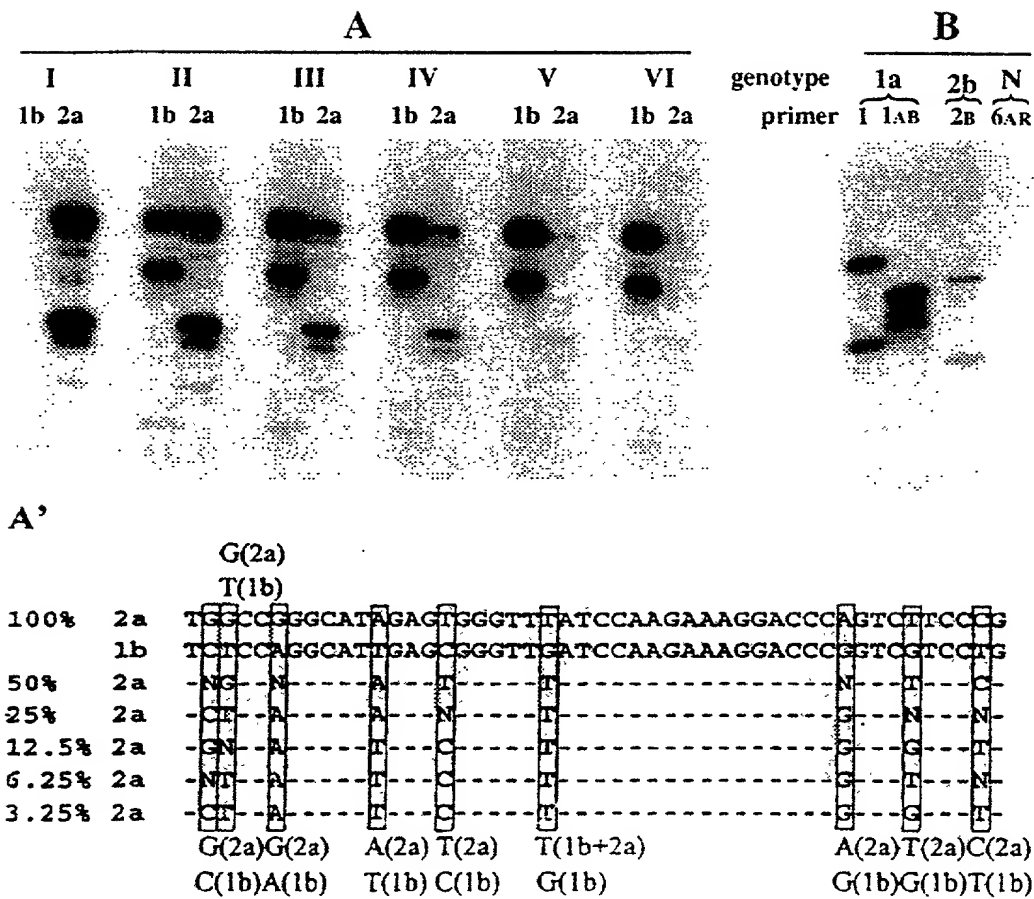 A
B
I II III IV V VI genotype 1a 2b N
1b 2a 1b 2a 1b 2a 1b 2a 1b 2a 1b 2a primer 1 1AB 2B 6AR
A'
G(2a)
T(1b)
100% 2a TGGCCGGGCATAGAGTGGGTTTATCCAAGAAAGGACCCAGTCTTCCCG
1b TCTCCAGGCATTGAGCGGGTTGATCCAAGAAAGGACCCGGTCGTCCTG
50% 2a -NG--N-----A---T-----T----------------N---T---C-
25% 2a -CT--A-----A---N-----T----------------G---N---N-
12.5% 2a -GN--A-----T---C-----T----------------G---G---T-
6.25% 2a -NT--A-----T---C-----T----------------G---T---N-
3.25% 2a -CT--A-----T---C-----T----------------G---G---T-
G(2a)G(2a) A(2a) T(2a) T(1b+2a) A(2a) T(2a) C(2a)
C(1b)A(1b) T(1b) C(1b) G(1b) G(1b) G(1b) T(1b)